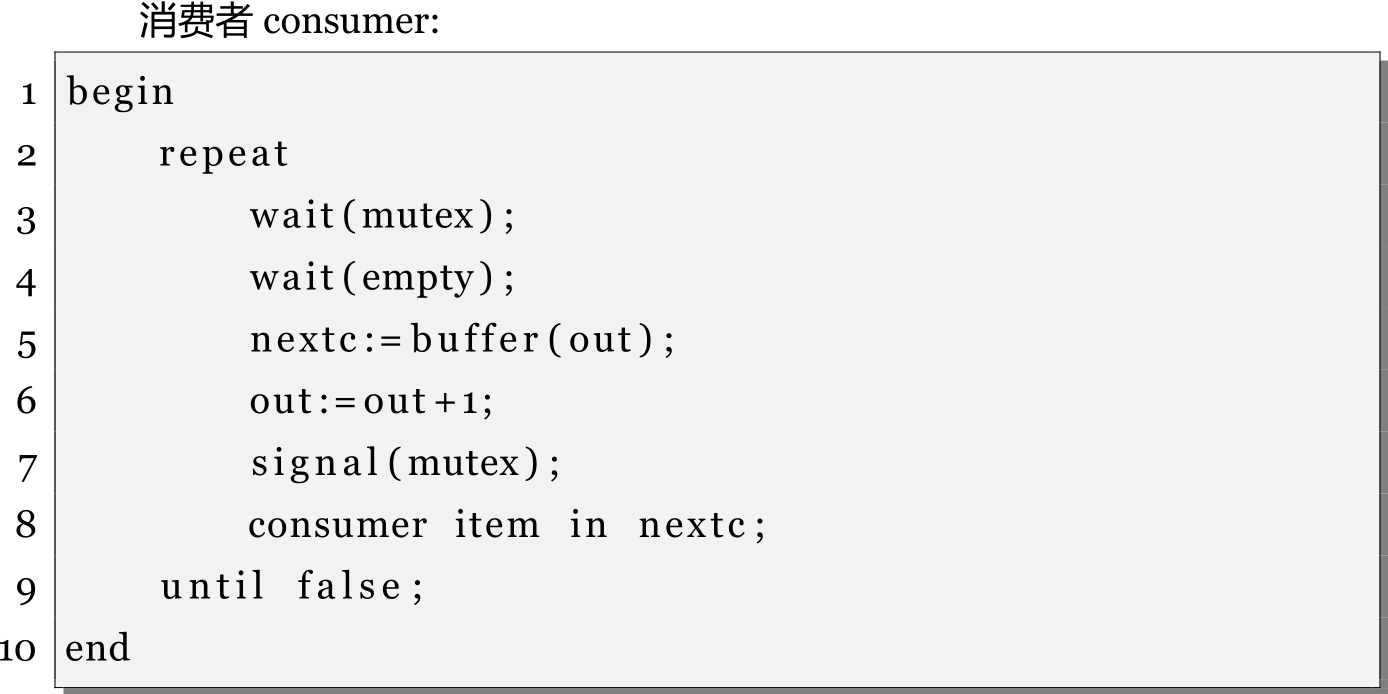 消费者 consumer:
1 begin
2 repeat
3 wait(mutex);
4 wait(empty);
5 nextc:=buffer(out);
6 out:=out+1;
7 signal(mutex);
8 consumer item in nextc;
9 until false;
10 end